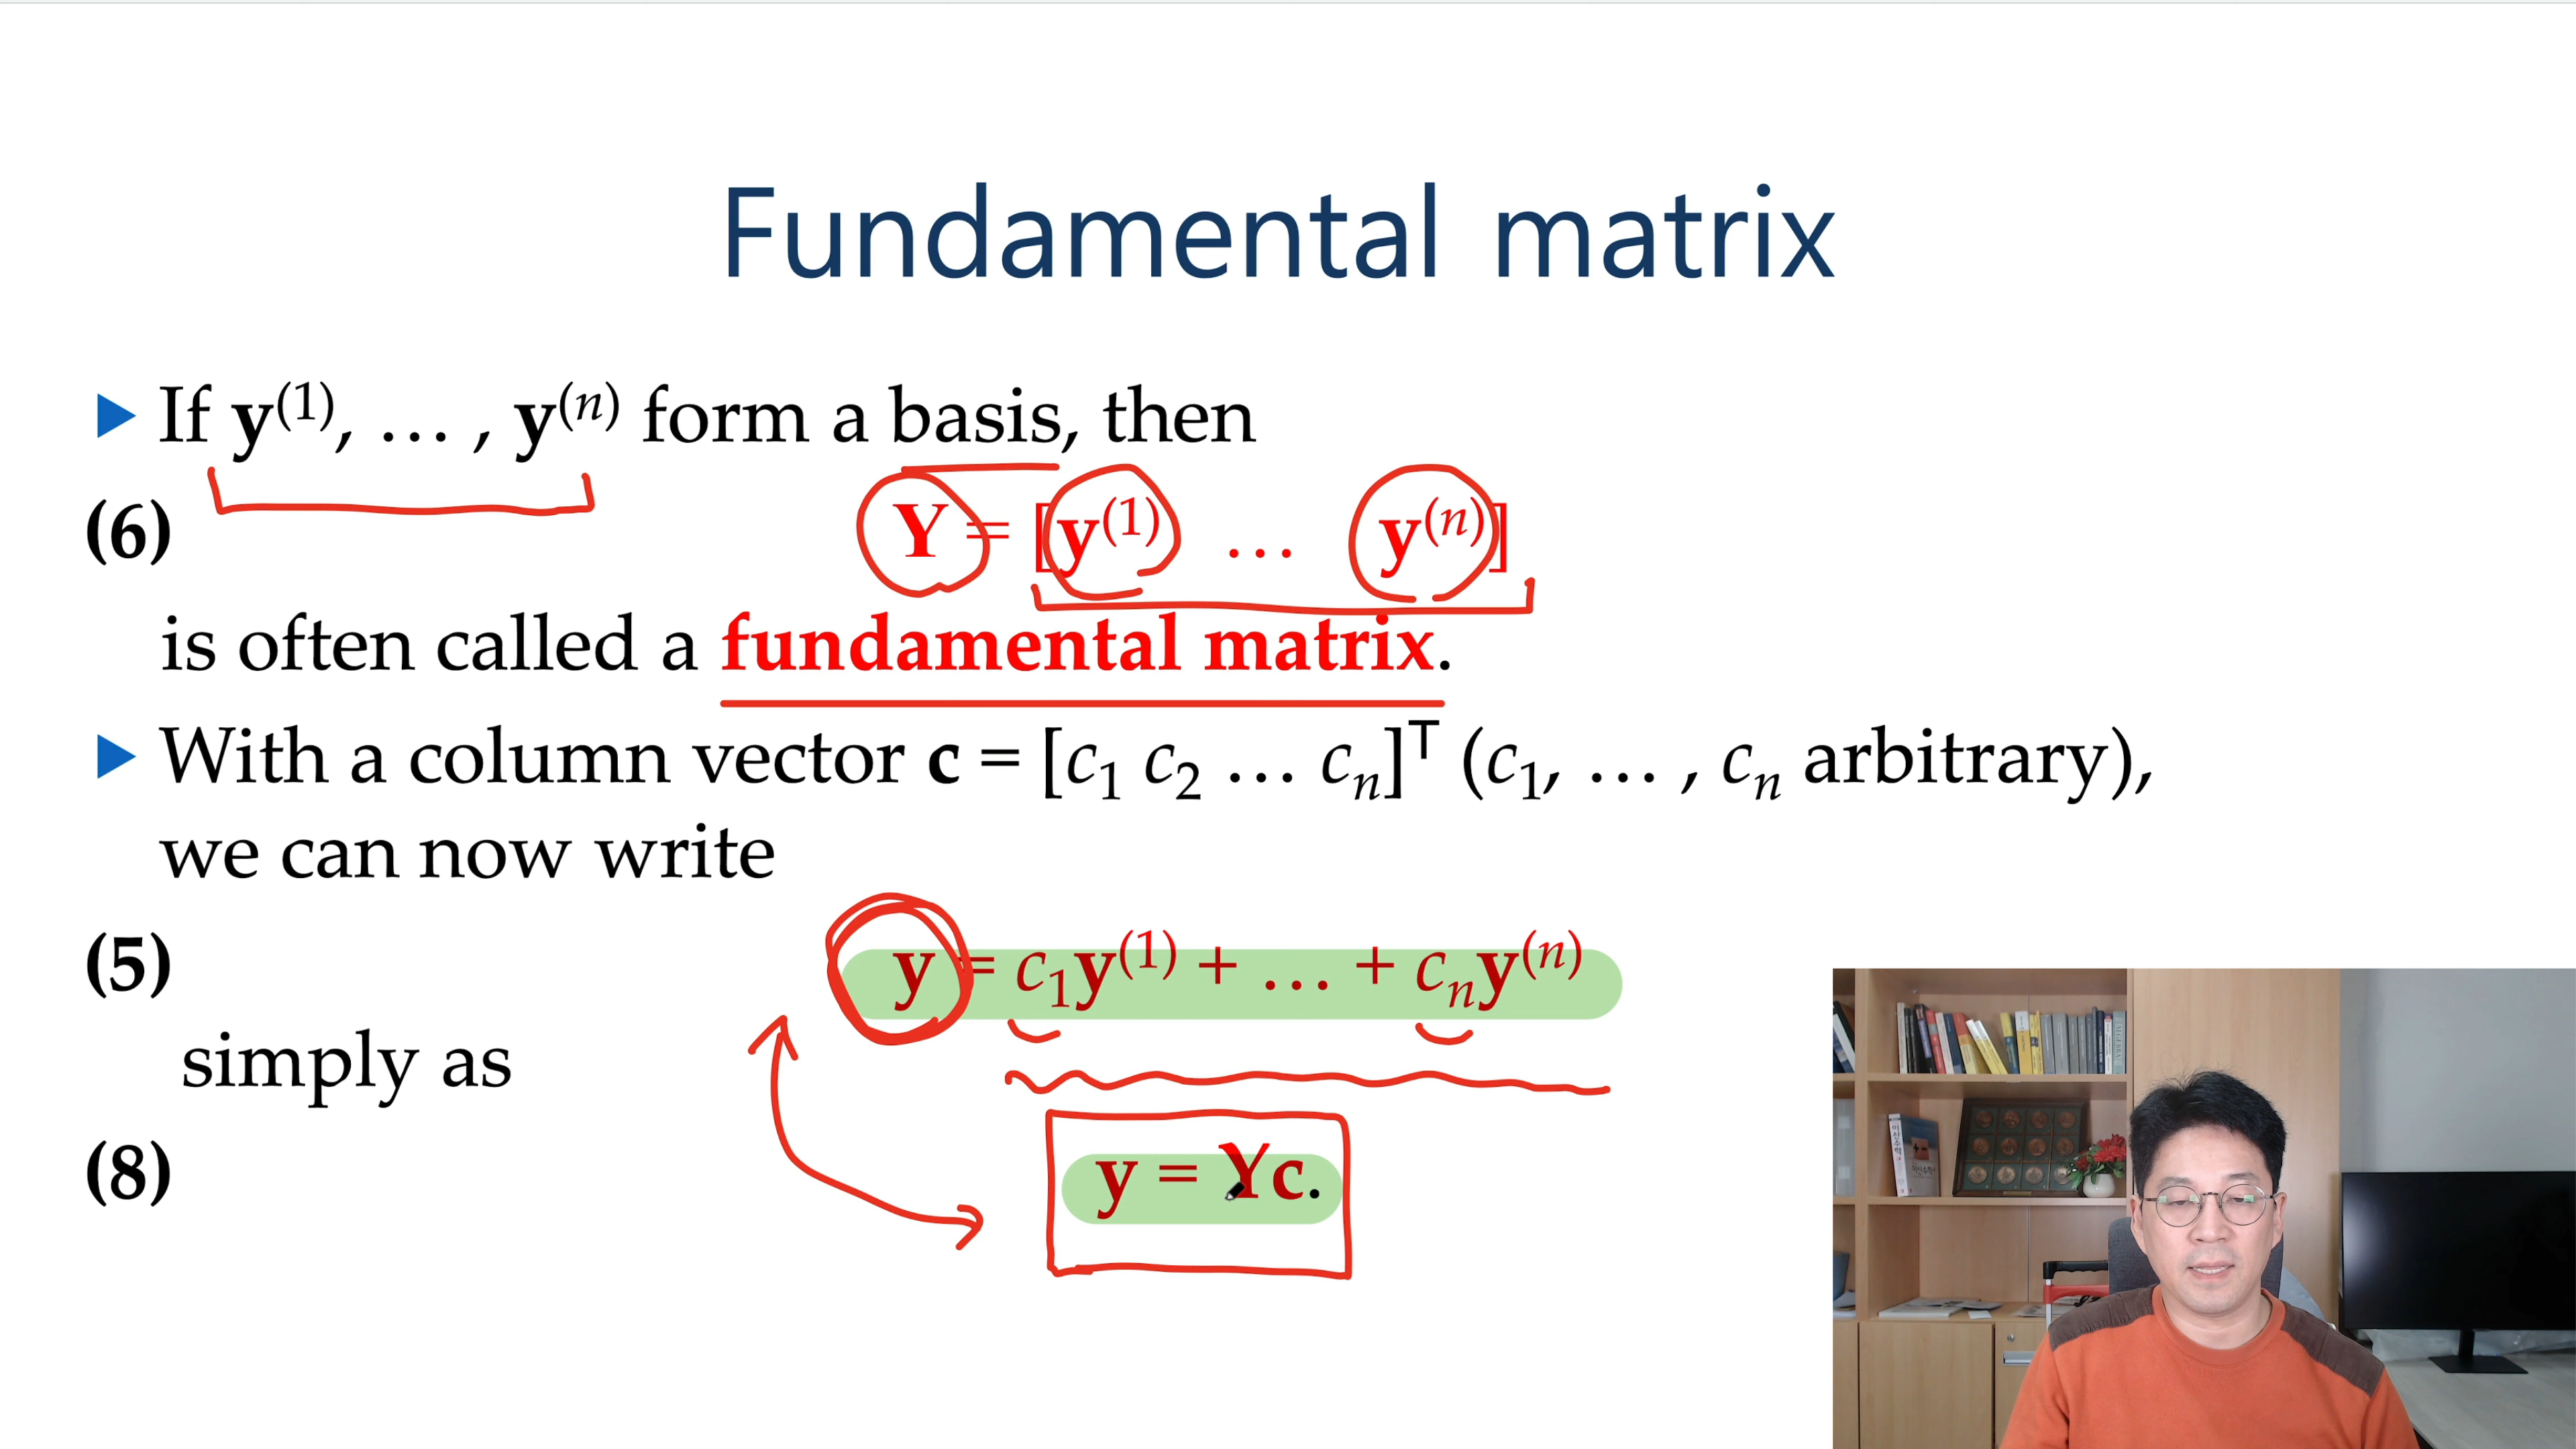 Fundamental matrix
▶ If y⁽¹⁾, … , y⁽ⁿ⁾ form a basis, then
(6) Y = [y⁽¹⁾ … y⁽ⁿ⁾]
is often called a fundamental matrix.
▶ With a column vector c = [c₁ c₂ … cₙ]ᵀ (c₁, … , cₙ arbitrary),
we can now write
(5) y = c₁y⁽¹⁾ + … + cₙy⁽ⁿ⁾
simply as
(8) y = Yc.